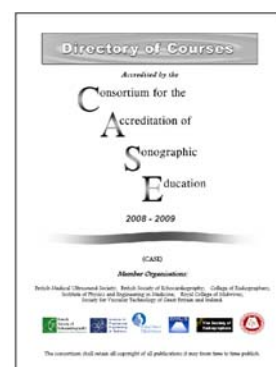 Directory of Courses
Accredited by the
Consortium for the
Accreditation of
Sonographic
Education
2008 - 2009
(CASE)
Member Organisations:
British Medical Ultrasound Society, British Society of Echocardiography, College of Radiographers,
Institute of Physics and Engineering in Medicine, Royal College of Midwives,
Society for Vascular Technology of Great Britain and Ireland
The consortium shall retain all copyright of all publications it may from time to time publish.